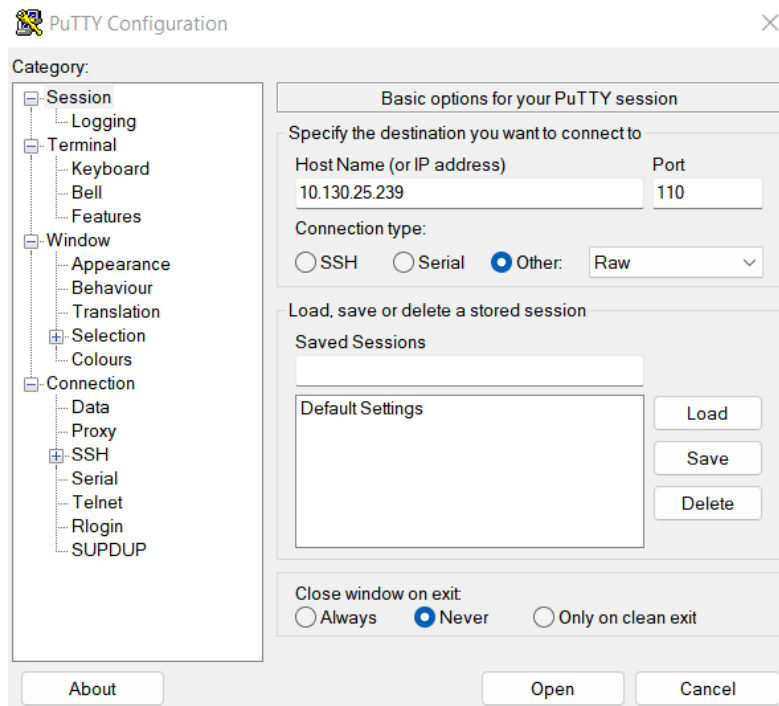 PuTTY Configuration
Category:
Session
Logging
Terminal
Keyboard
Bell
Features
Window
Appearance
Behaviour
Translation
Selection
Colours
Connection
Data
Proxy
SSH
Serial
Telnet
Rlogin
SUPDUP
Basic options for your PuTTY session
Specify the destination you want to connect to
Host Name (or IP address) Port
10.130.25.239 110
Connection type:
SSH Serial Other: Raw
Load, save or delete a stored session
Saved Sessions
Default Settings
Load
Save
Delete
Close window on exit:
Always Never Only on clean exit
About Open Cancel